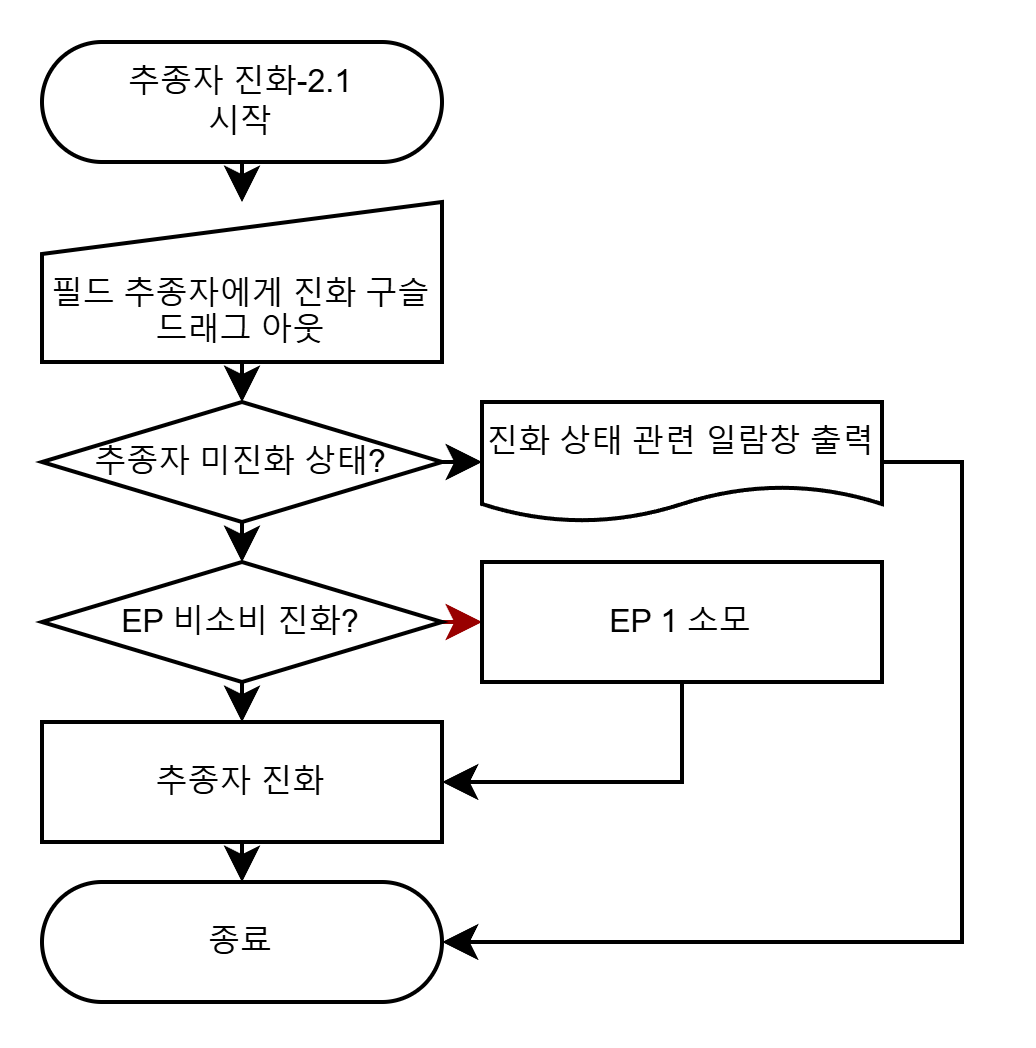 추종자 진화-2.1
시작
필드 추종자에게 진화 구슬
드래그 아웃
추종자 미진화 상태?
진화 상태 관련 일람창 출력
EP 비소비 진화?
EP 1 소모
추종자 진화
종료